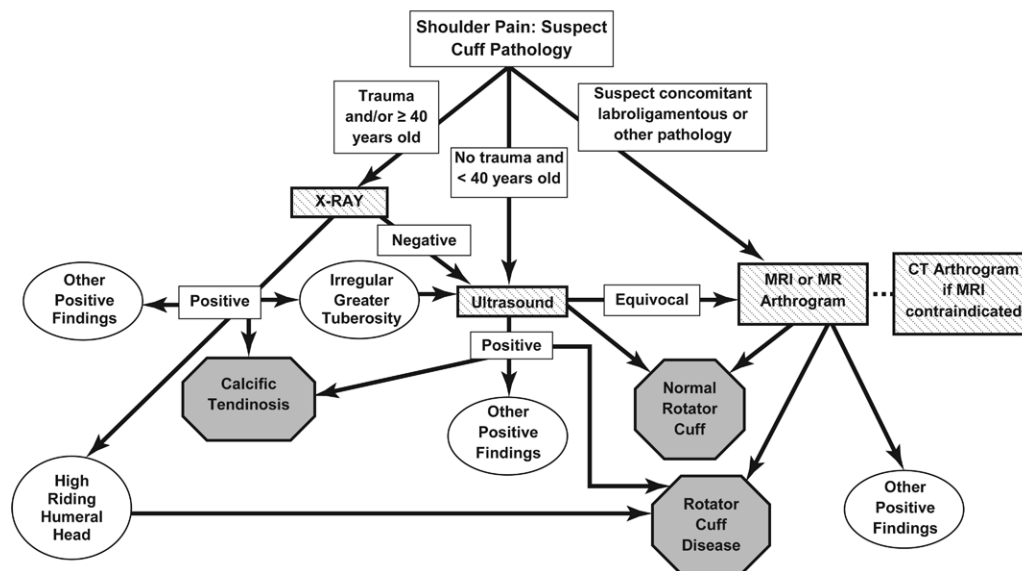 Shoulder Pain: Suspect
Cuff Pathology
Trauma
and/or ≥ 40
years old
Suspect concomitant
labroligamentous or
other pathology
No trauma and
< 40 years old
X-RAY
Negative
Other
Positive
Findings
Positive
Irregular
Greater
Tuberosity
Ultrasound
Equivocal
MRI or MR
Arthrogram
CT Arthrogram
if MRI
contraindicated
Positive
Calcific
Tendinosis
Other
Positive
Findings
Normal
Rotator
Cuff
High
Riding
Humeral
Head
Rotator
Cuff
Disease
Other
Positive
Findings